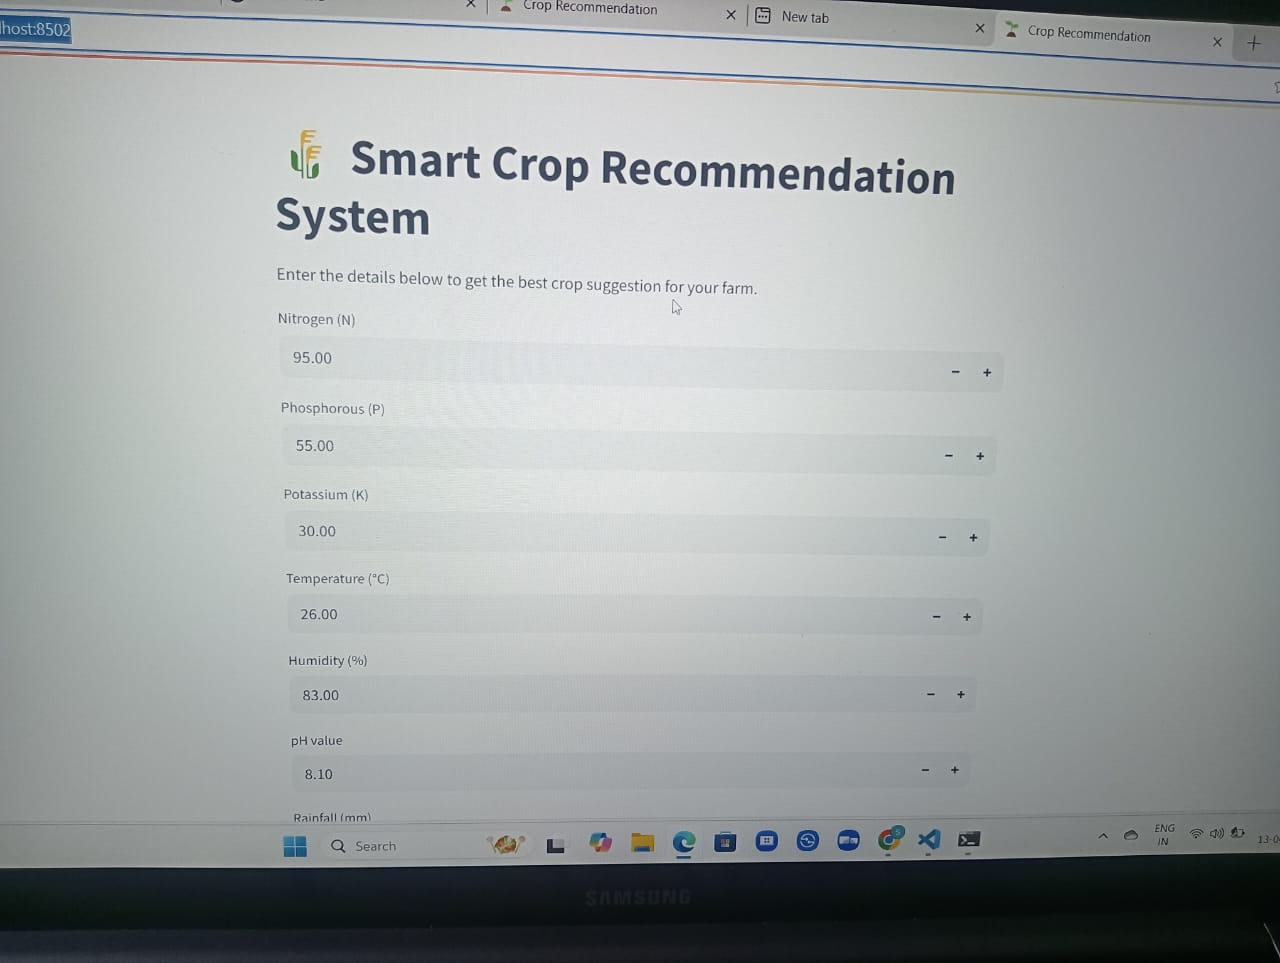 lhost:8502
Crop Recommendation
New tab
Crop Recommendation
Smart Crop Recommendation
System
Enter the details below to get the best crop suggestion for your farm.
Nitrogen (N)
95.00
- +
Phosphorous (P)
55.00
- +
Potassium (K)
30.00
- +
Temperature (°C)
26.00
- +
Humidity (%)
83.00
- +
pH value
8.10
- +
Rainfall (mm)
Search
ENG
IN
13-0
SAMSUNG